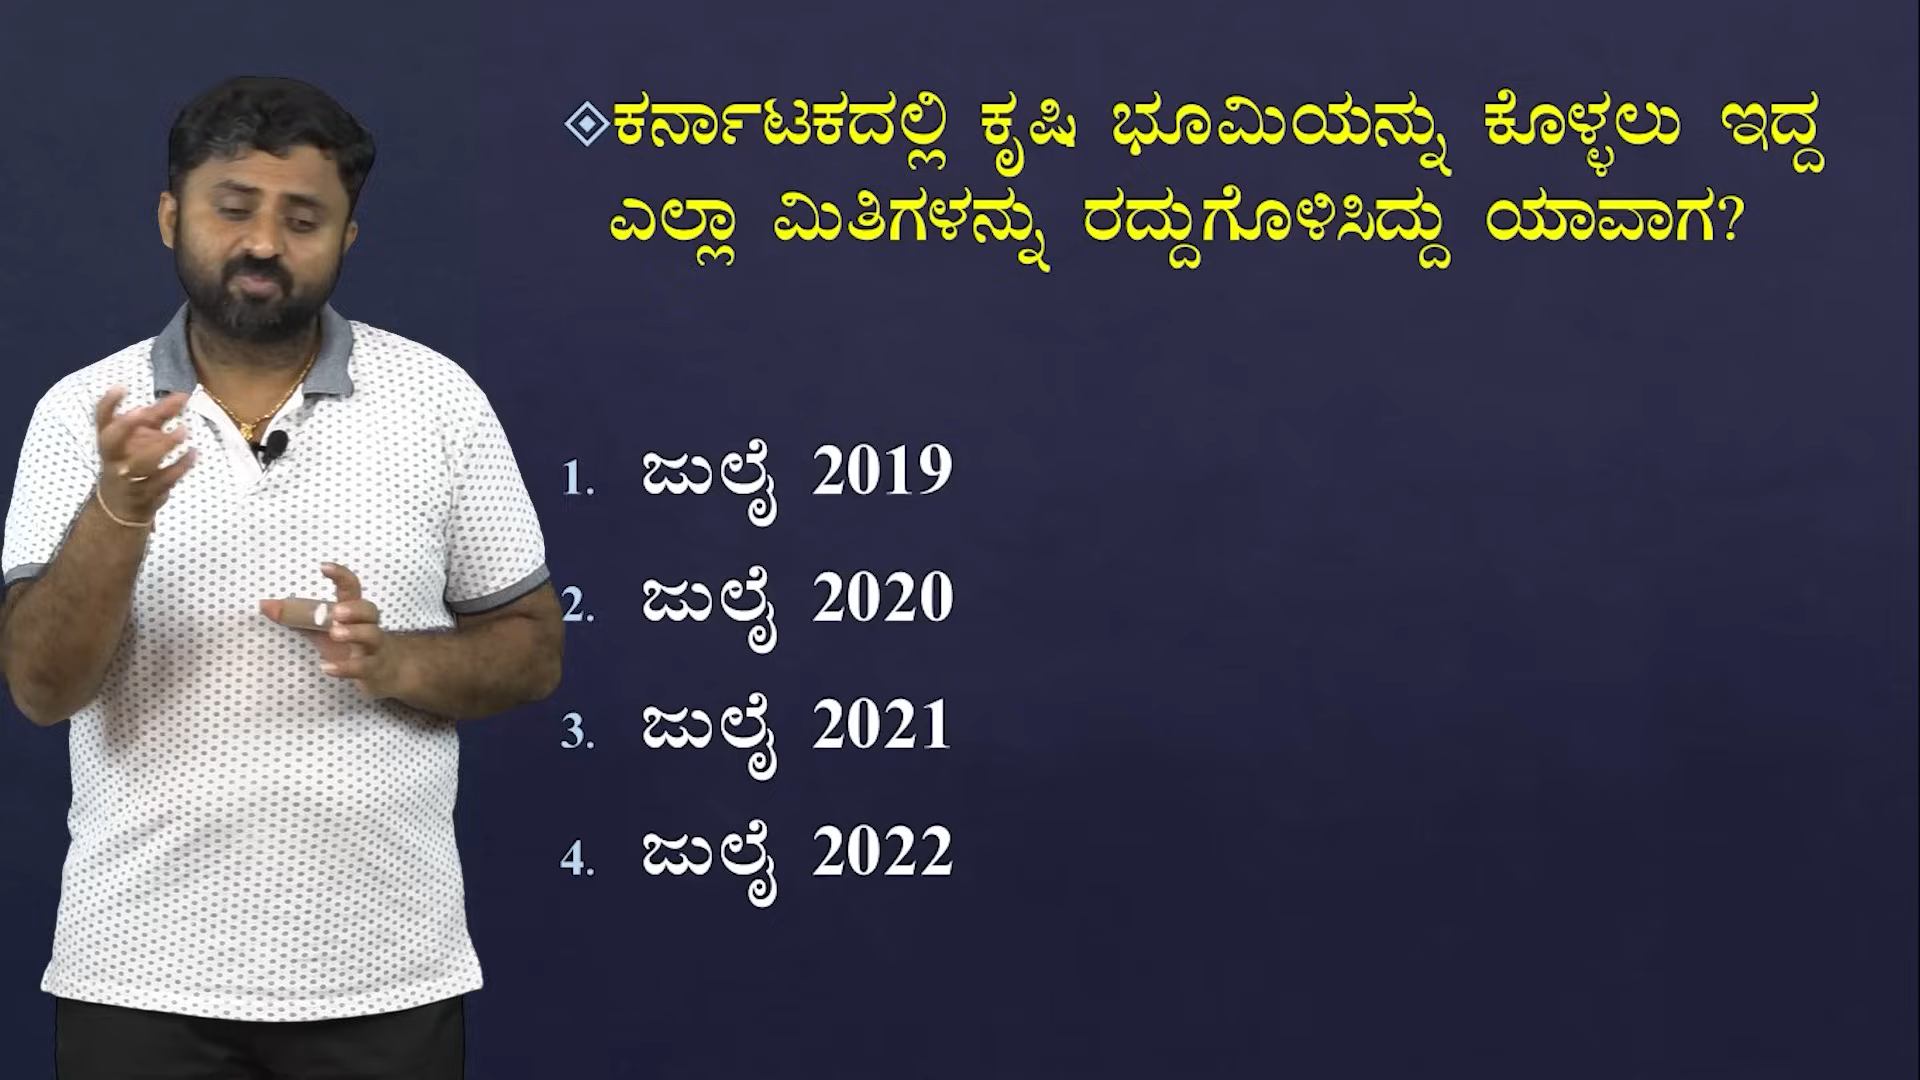 ಕರ್ನಾಟಕದಲ್ಲಿ ಕೃಷಿ ಭೂಮಿಯನ್ನು ಕೊಳ್ಳಲು ಇದ್ದ
ಎಲ್ಲಾ ಮಿತಿಗಳನ್ನು ರದ್ದುಗೊಳಿಸಿದ್ದು ಯಾವಾಗ?
1. ಜುಲೈ 2019
2. ಜುಲೈ 2020
3. ಜುಲೈ 2021
4. ಜುಲೈ 2022